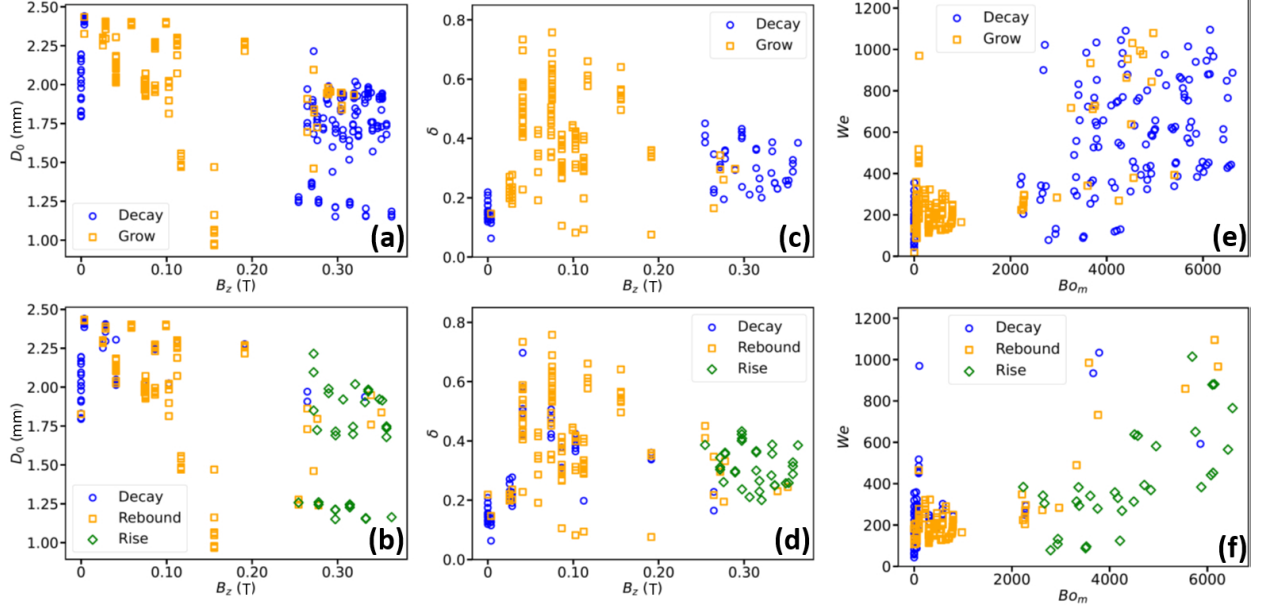 2.50
2.25
2.00
1.75
1.50
1.25
1.00
D₀ (mm)
0 0.10 0.20 0.30
B_z (T)
Decay
Grow
(a)
0.8
0.6
0.4
0.2
0.0
δ
0 0.10 0.20 0.30
B_z (T)
Decay
Grow
(c)
1200
1000
800
600
400
200
0
We
0 2000 4000 6000
Bo_m
Decay
Grow
(e)
2.50
2.25
2.00
1.75
1.50
1.25
1.00
D₀ (mm)
0 0.10 0.20 0.30
B_z (T)
Decay
Rebound
Rise
(b)
0.8
0.6
0.4
0.2
0.0
δ
0 0.10 0.20 0.30
B_z (T)
Decay
Rebound
Rise
(d)
1200
1000
800
600
400
200
0
We
0 2000 4000 6000
Bo_m
Decay
Rebound
Rise
(f)